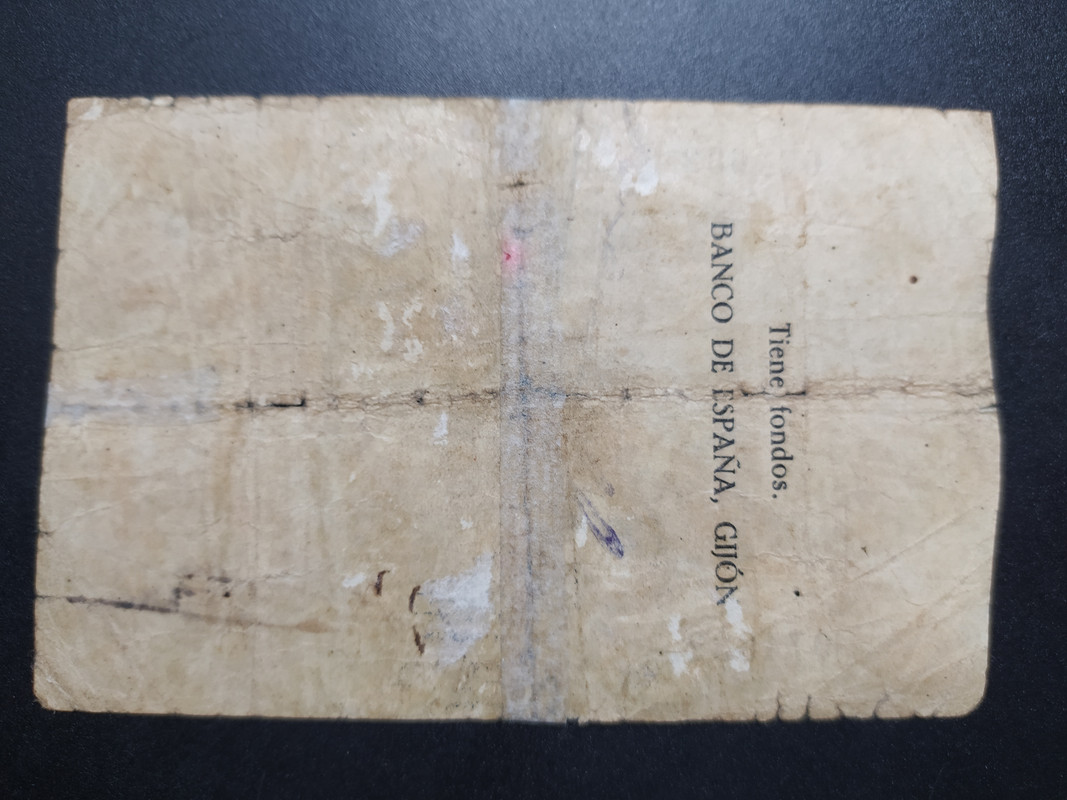 Tiene fondos.
BANCO DE ESPAÑA, GIJÓN